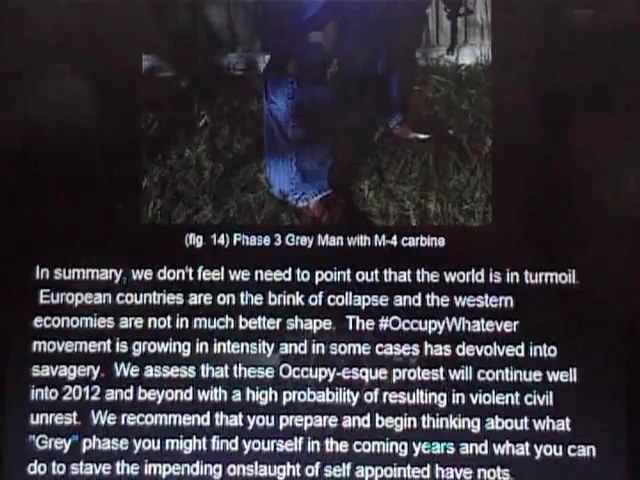 (fig. 14) Phase 3 Grey Man with M-4 carbine
In summary, we don't feel we need to point out that the world is in turmoil.
European countries are on the brink of collapse and the western
economies are not in much better shape. The #OccupyWhatever
movement is growing in intensity and in some cases has devolved into
savagery. We assess that these Occupy-esque protest will continue well
into 2012 and beyond with a high probability of resulting in violent civil
unrest. We recommend that you prepare and begin thinking about what
"Grey" phase you might find yourself in the coming years and what you can
do to stave the impending onslaught of self appointed have nots.